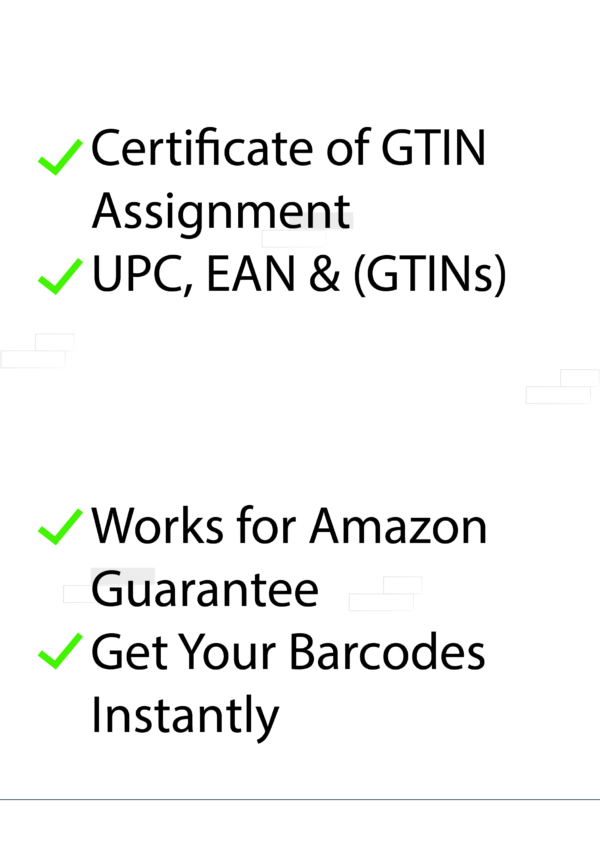 Certificate of GTIN
Assignment
UPC, EAN & (GTINs)
Works for Amazon
Guarantee
Get Your Barcodes
Instantly